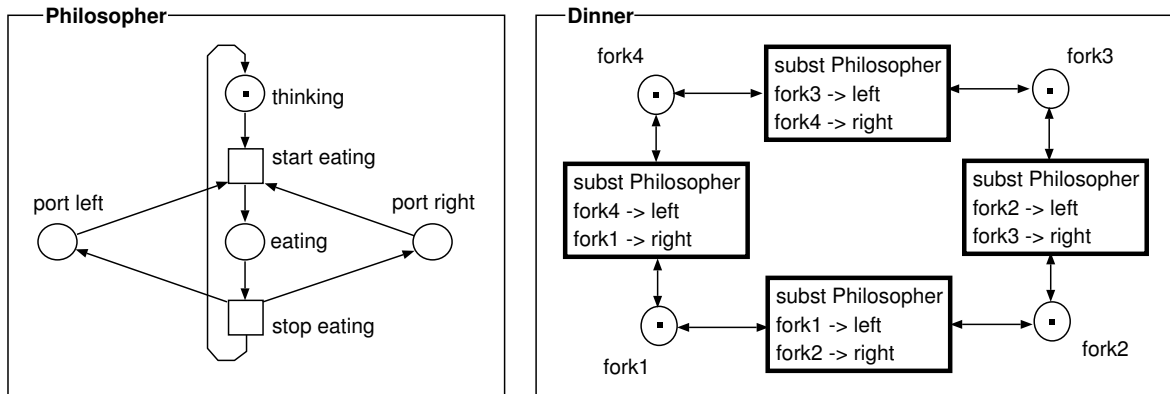 Philosopher
thinking
start eating
port left
port right
eating
stop eating
Dinner
fork4
subst Philosopher
fork3 -> left
fork4 -> right
fork3
subst Philosopher
fork4 -> left
fork1 -> right
subst Philosopher
fork2 -> left
fork3 -> right
subst Philosopher
fork1 -> left
fork2 -> right
fork1
fork2